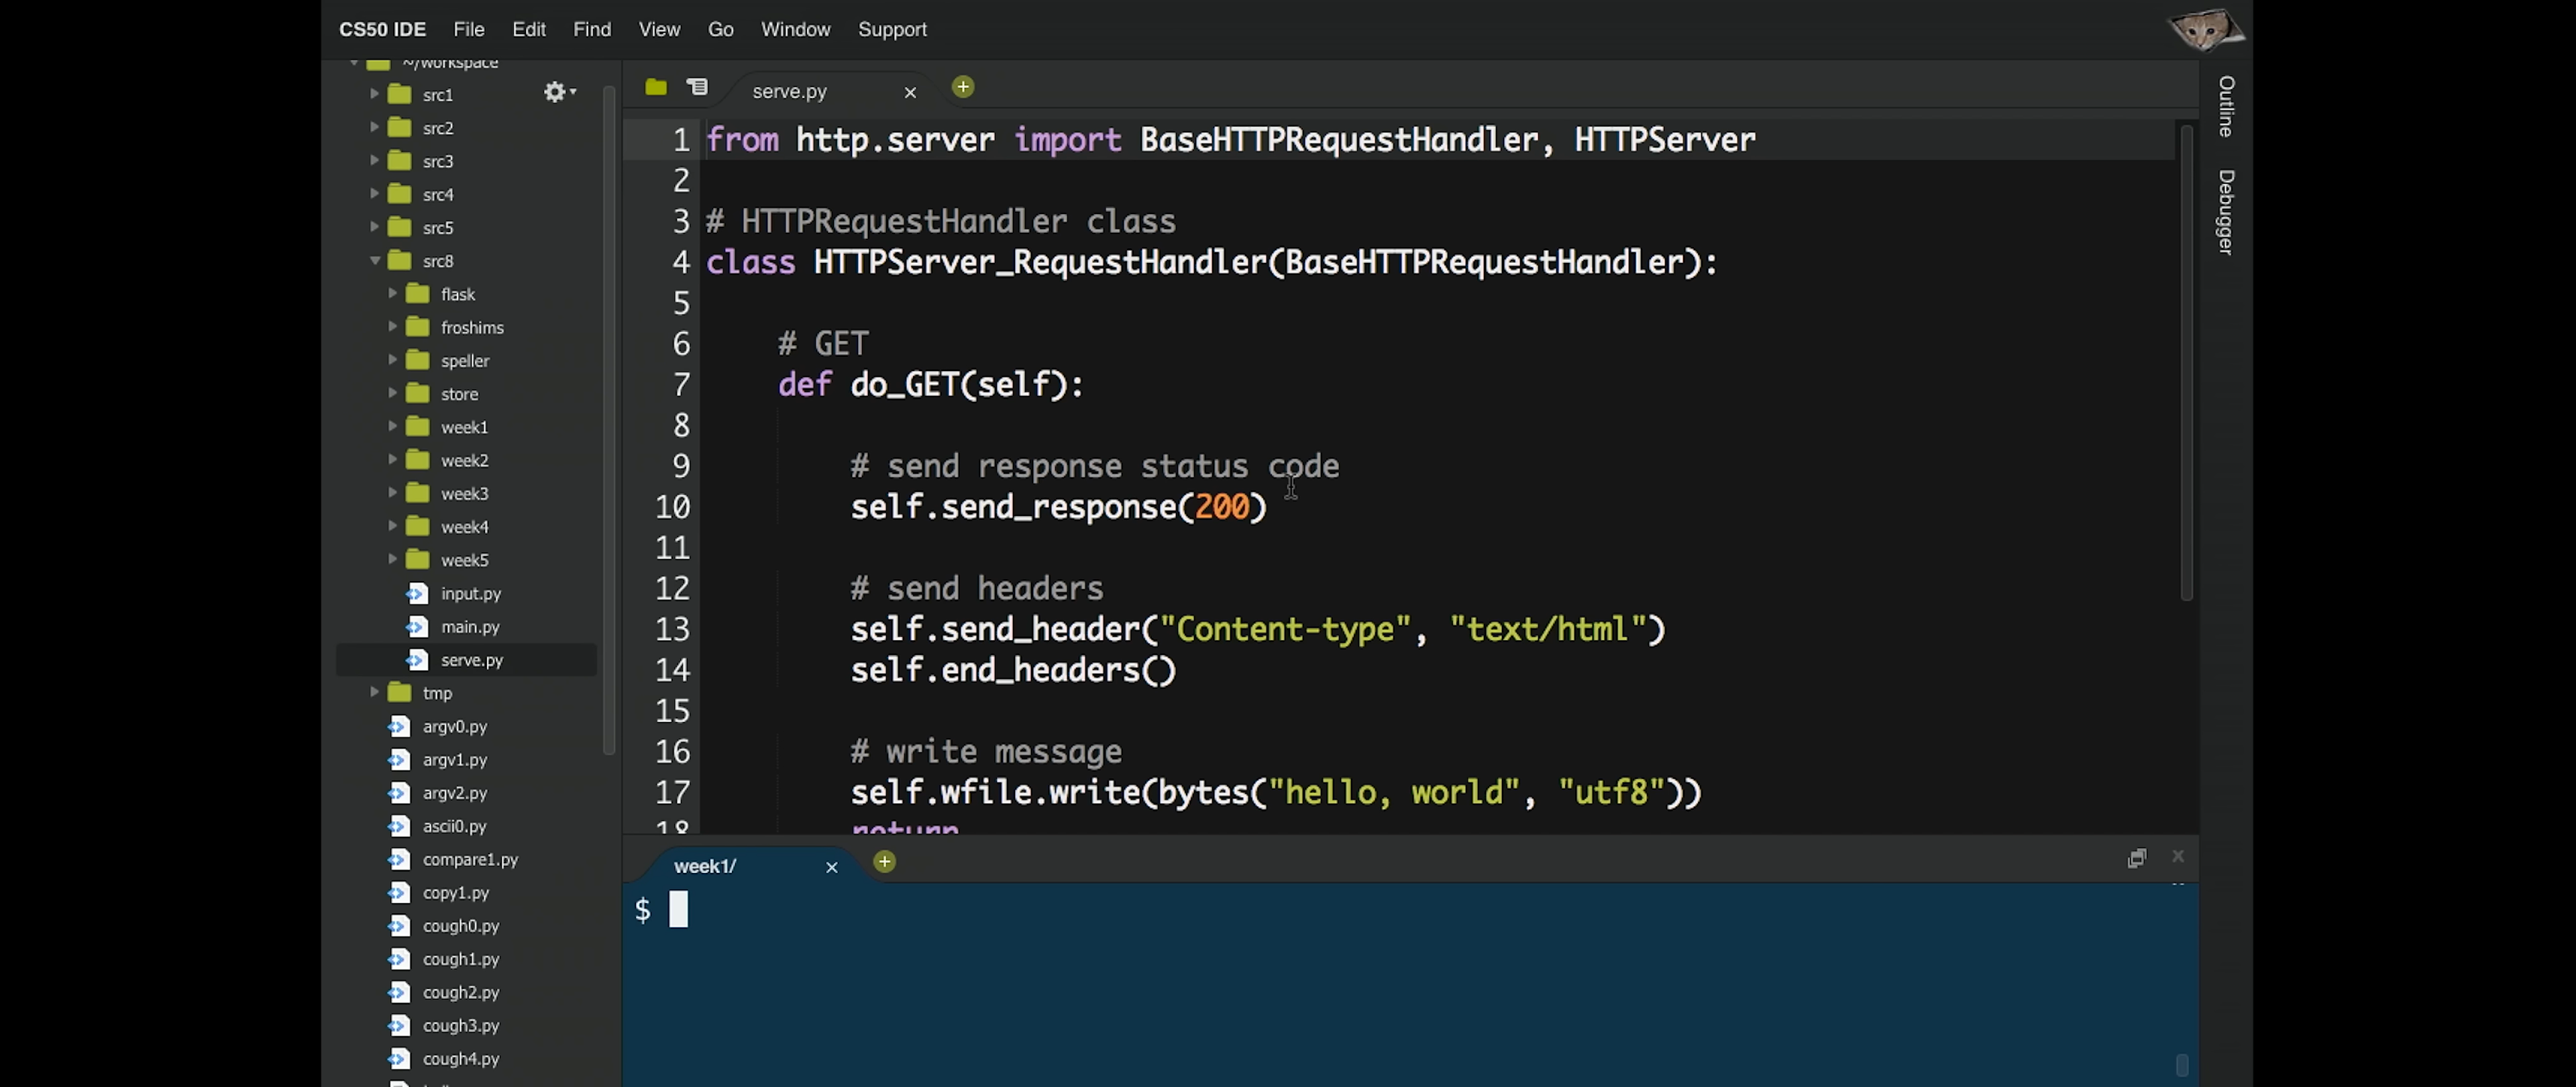 CS50 IDE File Edit Find View Go Window Support
~/workspace
src1
src2
src3
src4
src5
src8
flask
froshims
speller
store
week1
week2
week3
week4
week5
input.py
main.py
serve.py
tmp
argv0.py
argv1.py
argv2.py
ascii0.py
compare1.py
copy1.py
cough0.py
cough1.py
cough2.py
cough3.py
cough4.py
serve.py
1 from http.server import BaseHTTPRequestHandler, HTTPServer
2
3 # HTTPRequestHandler class
4 class HTTPServer_RequestHandler(BaseHTTPRequestHandler):
5
6 # GET
7 def do_GET(self):
8
9 # send response status code
10 self.send_response(200)
11
12 # send headers
13 self.send_header("Content-type", "text/html")
14 self.end_headers()
15
16 # write message
17 self.wfile.write(bytes("hello, world", "utf8"))
18 return
week1/
$
Outline
Debugger